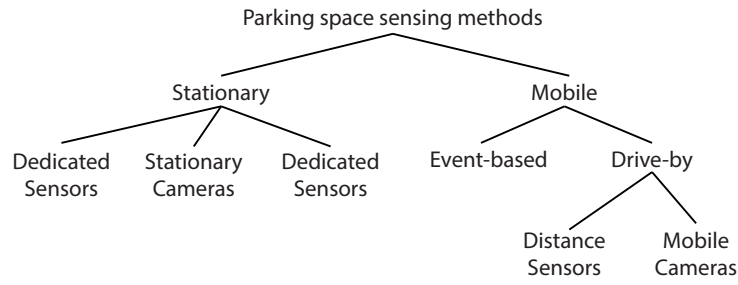 Parking space sensing methods
Stationary
Mobile
Dedicated
Sensors
Stationary
Cameras
Dedicated
Sensors
Event-based
Drive-by
Distance
Sensors
Mobile
Cameras